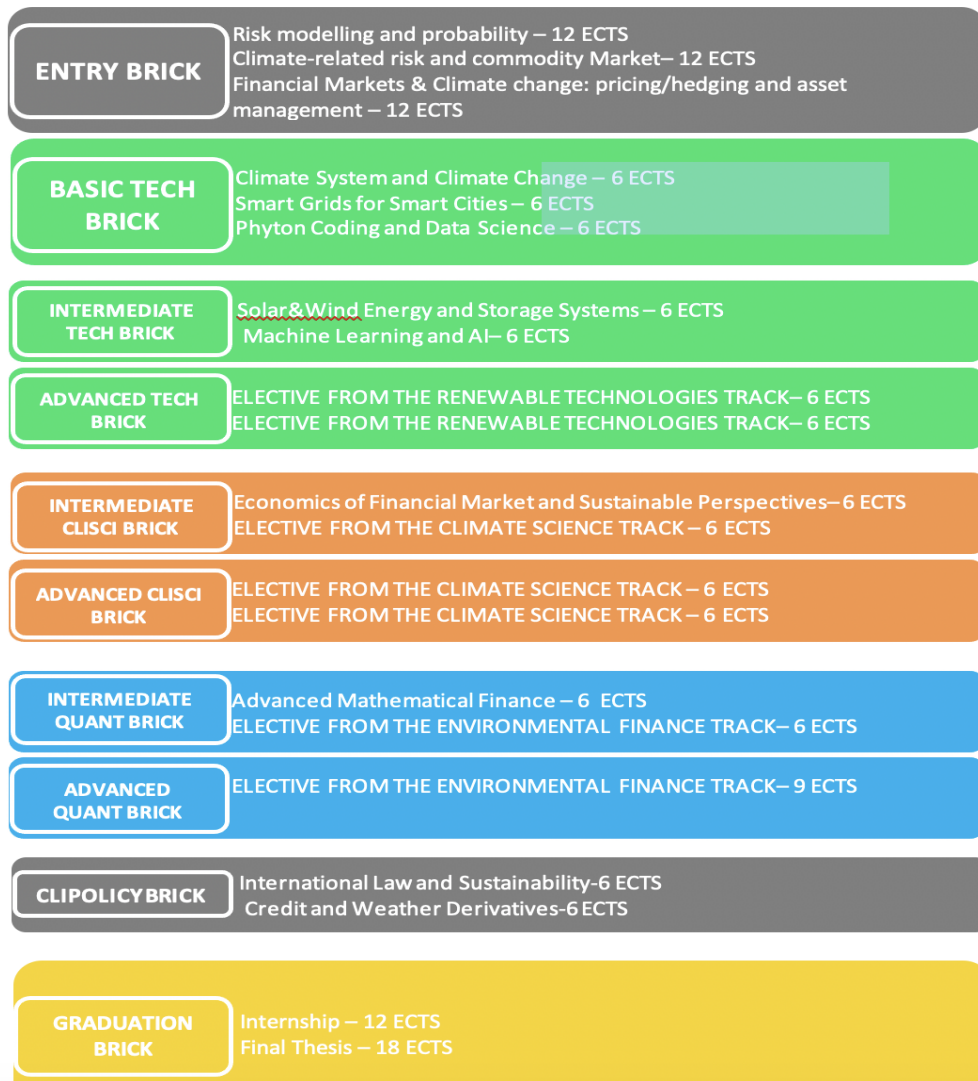 ENTRY BRICK
Risk modelling and probability – 12 ECTS
Climate-related risk and commodity Market– 12 ECTS
Financial Markets & Climate change: pricing/hedging and asset
management – 12 ECTS
BASIC TECH
BRICK
Climate System and Climate Change – 6 ECTS
Smart Grids for Smart Cities – 6 ECTS
Phyton Coding and Data Science – 6 ECTS
INTERMEDIATE
TECH BRICK
Solar&Wind Energy and Storage Systems – 6 ECTS
Machine Learning and AI– 6 ECTS
ADVANCED TECH
BRICK
ELECTIVE FROM THE RENEWABLE TECHNOLOGIES TRACK– 6 ECTS
ELECTIVE FROM THE RENEWABLE TECHNOLOGIES TRACK– 6 ECTS
INTERMEDIATE
CLISCI BRICK
Economics of Financial Market and Sustainable Perspectives– 6 ECTS
ELECTIVE FROM THE CLIMATE SCIENCE TRACK – 6 ECTS
ADVANCED CLISCI
BRICK
ELECTIVE FROM THE CLIMATE SCIENCE TRACK – 6 ECTS
ELECTIVE FROM THE CLIMATE SCIENCE TRACK – 6 ECTS
INTERMEDIATE
QUANT BRICK
Advanced Mathematical Finance – 6 ECTS
ELECTIVE FROM THE ENVIRONMENTAL FINANCE TRACK– 6 ECTS
ADVANCED
QUANT BRICK
ELECTIVE FROM THE ENVIRONMENTAL FINANCE TRACK– 9 ECTS
CLIPOLICY BRICK
International Law and Sustainability-6 ECTS
Credit and Weather Derivatives-6 ECTS
GRADUATION
BRICK
Internship – 12 ECTS
Final Thesis – 18 ECTS